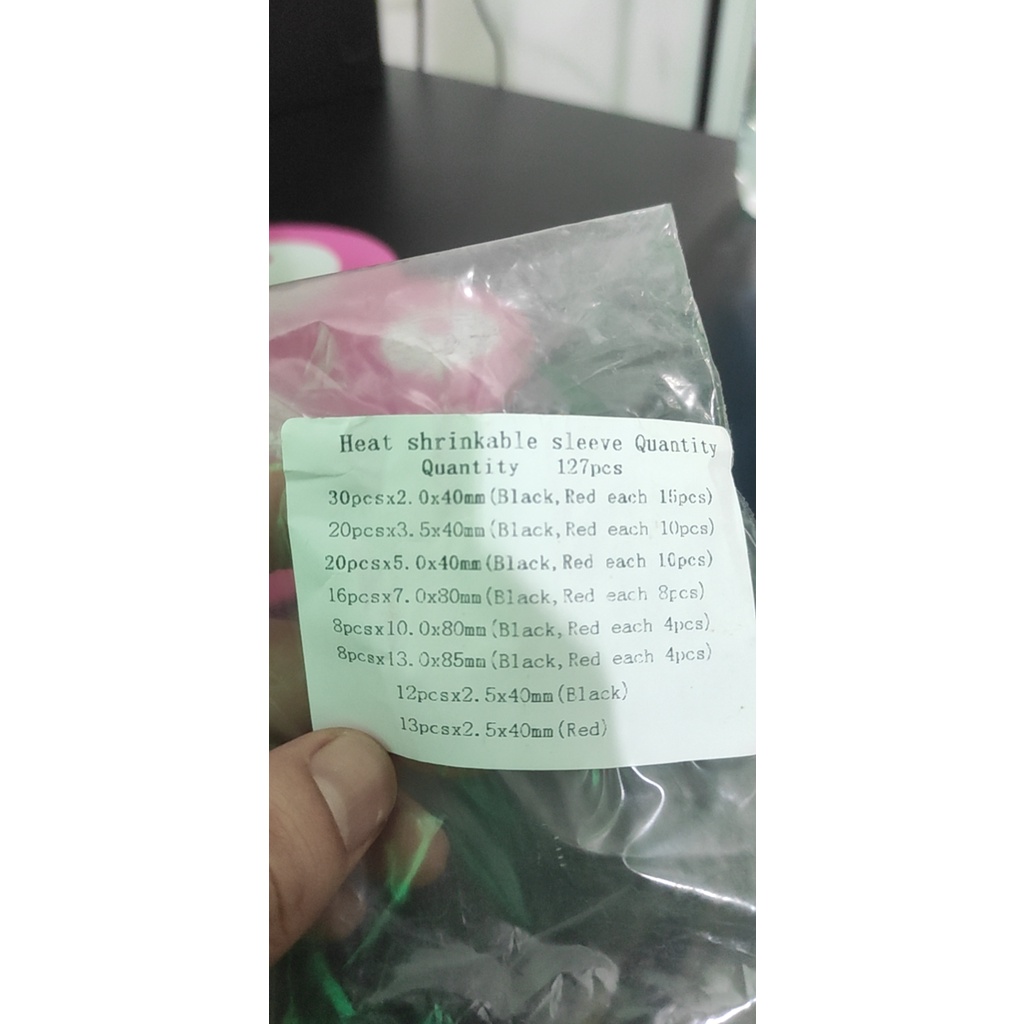 Heat shrinkable sleeve Quantity
Quantity 127pcs
30pcsx2.0x40mm(Black,Red each 15pcs)
20pcsx3.5x40mm(Black,Red each 10pcs)
20pcsx5.0x40mm(Black,Red each 10pcs)
16pcsx7.0x80mm(Black,Red each 8pcs)
8pcsx10.0x80mm(Black,Red each 4pcs)
8pcsx13.0x85mm(Black,Red each 4pcs)
12pcsx2.5x40mm(Black)
13pcsx2.5x40mm(Red)